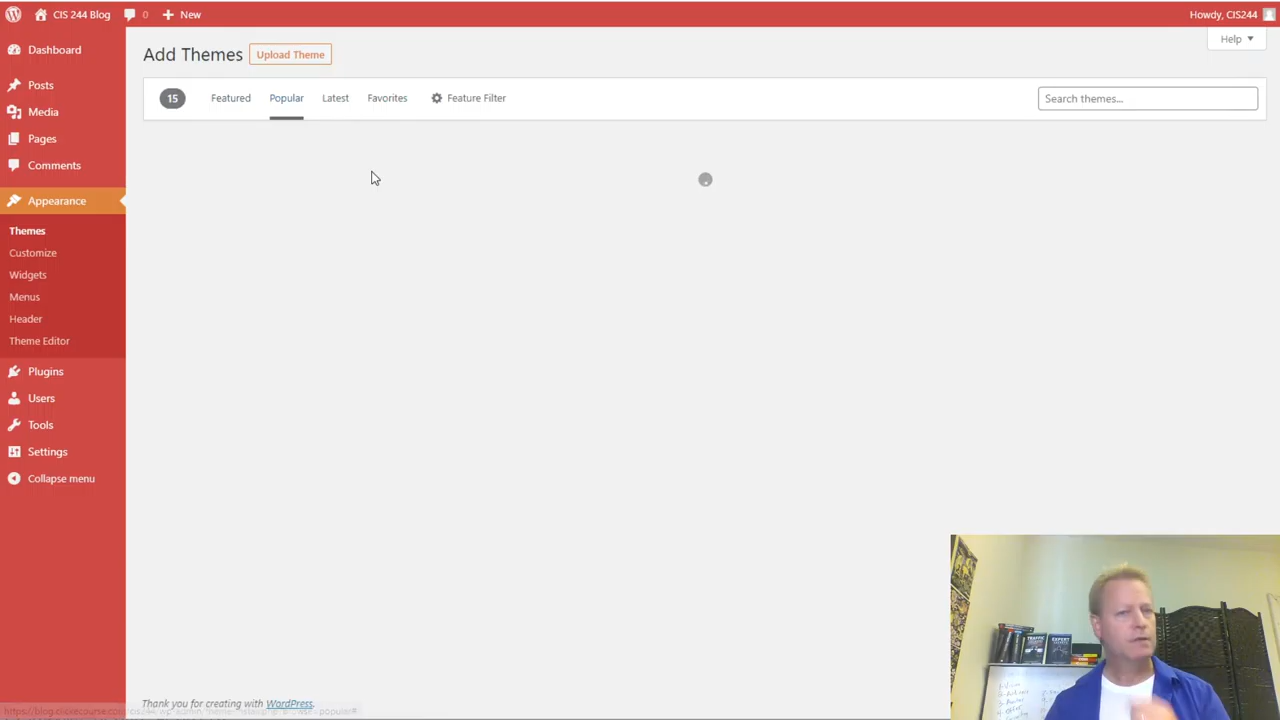 CIS 244 Blog
0
New
Howdy, CIS244
Dashboard
Posts
Media
Pages
Comments
Appearance
Themes
Customize
Widgets
Menus
Header
Theme Editor
Plugins
Users
Tools
Settings
Collapse menu
Add Themes
Upload Theme
Help
15
Featured
Popular
Latest
Favorites
Feature Filter
Search themes...
Thank you for creating with WordPress.
TRAFFIC
EXPERT